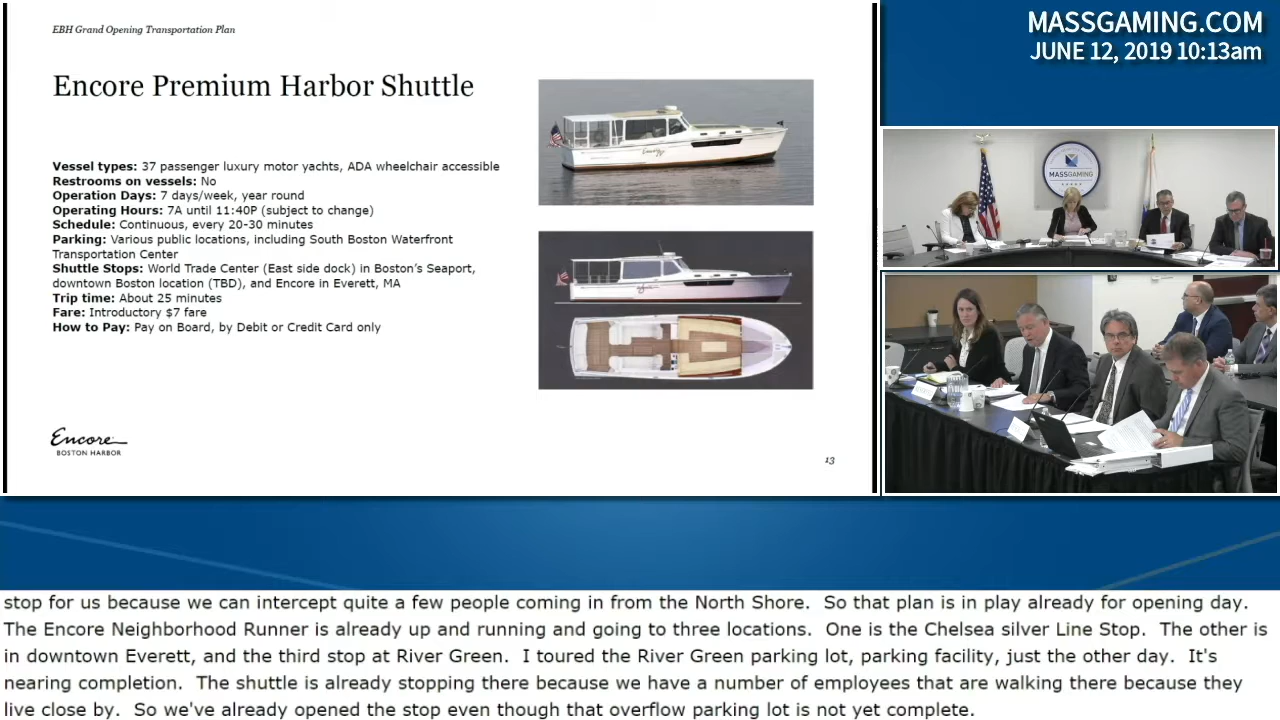 EBH Grand Opening Transportation Plan
Encore Premium Harbor Shuttle
Vessel types: 37 passenger luxury motor yachts, ADA wheelchair accessible
Restrooms on vessels: No
Operation Days: 7 days/week, year round
Operating Hours: 7A until 11:40P (subject to change)
Schedule: Continuous, every 20-30 minutes
Parking: Various public locations, including South Boston Waterfront
Transportation Center
Shuttle Stops: World Trade Center (East side dock) in Boston's Seaport,
downtown Boston location (TBD), and Encore in Everett, MA
Trip time: About 25 minutes
Fare: Introductory $7 fare
How to Pay: Pay on Board, by Debit or Credit Card only
Encore
BOSTON HARBOR
13
MASSGAMING.COM
JUNE 12, 2019 10:13am
MASSGAMING
stop for us because we can intercept quite a few people coming in from the North Shore.  So that plan is in play already for opening day.
The Encore Neighborhood Runner is already up and running and going to three locations.  One is the Chelsea silver Line Stop.  The other is
in downtown Everett, and the third stop at River Green.  I toured the River Green parking lot, parking facility, just the other day.  It's
nearing completion.  The shuttle is already stopping there because we have a number of employees that are walking there because they
live close by.  So we've already opened the stop even though that overflow parking lot is not yet complete.